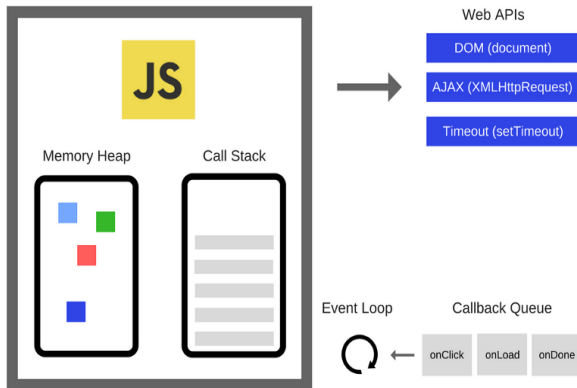 Web APIs
DOM (document)
JS
AJAX (XMLHttpRequest)
Timeout (setTimeout)
Memory Heap
Call Stack
Event Loop
Callback Queue
onClick
onLoad
onDone